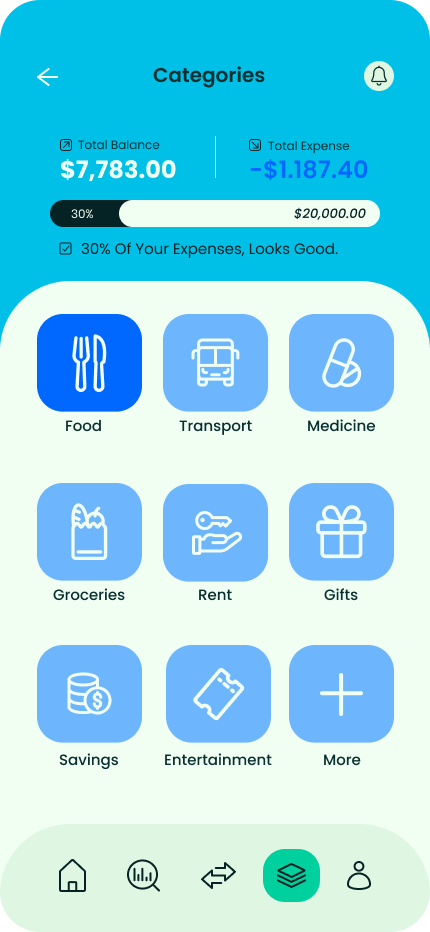 Categories
Total Balance
Total Expense
$7,783.00
-$1.187.40
30%
$20,000.00
30% Of Your Expenses, Looks Good.
Food
Transport
Medicine
Groceries
Rent
Gifts
$
Savings
Entertainment
More